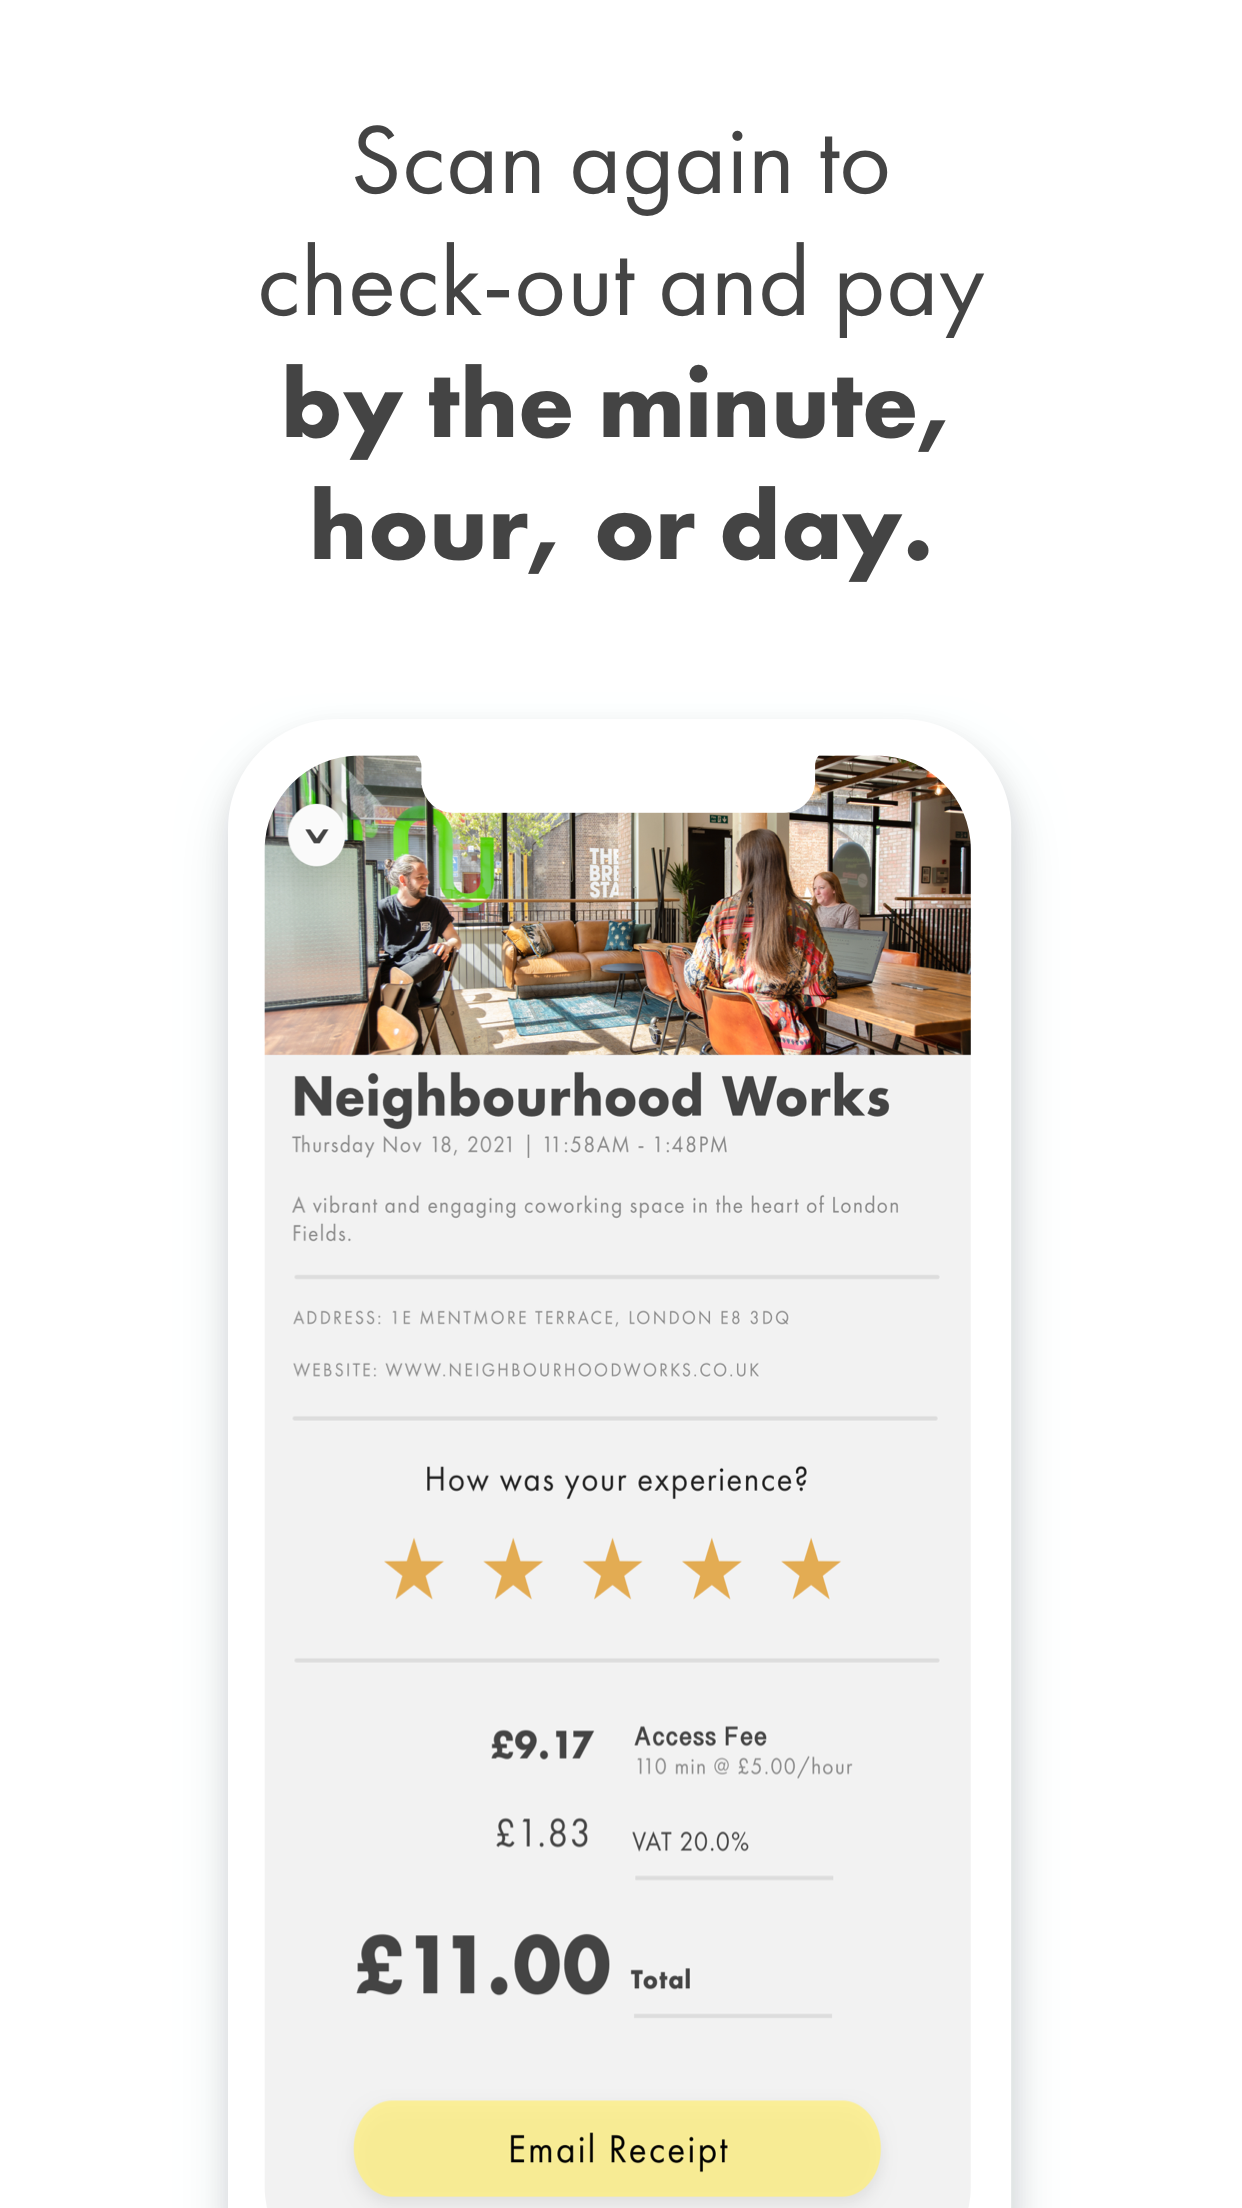 Scan again to
check-out and pay
by the minute,
hour, or day.
THE
BRE
STA
Neighbourhood Works
Thursday Nov 18, 2021 | 11:58AM - 1:48PM
A vibrant and engaging coworking space in the heart of London
Fields.
ADDRESS: 1E MENTMORE TERRACE, LONDON E8 3DQ
WEBSITE: WWW.NEIGHBOURHOODWORKS.CO.UK
How was your experience?
£9.17 Access Fee
110 min @ £5.00/hour
£1.83 VAT 20.0%
£11.00 Total
Email Receipt